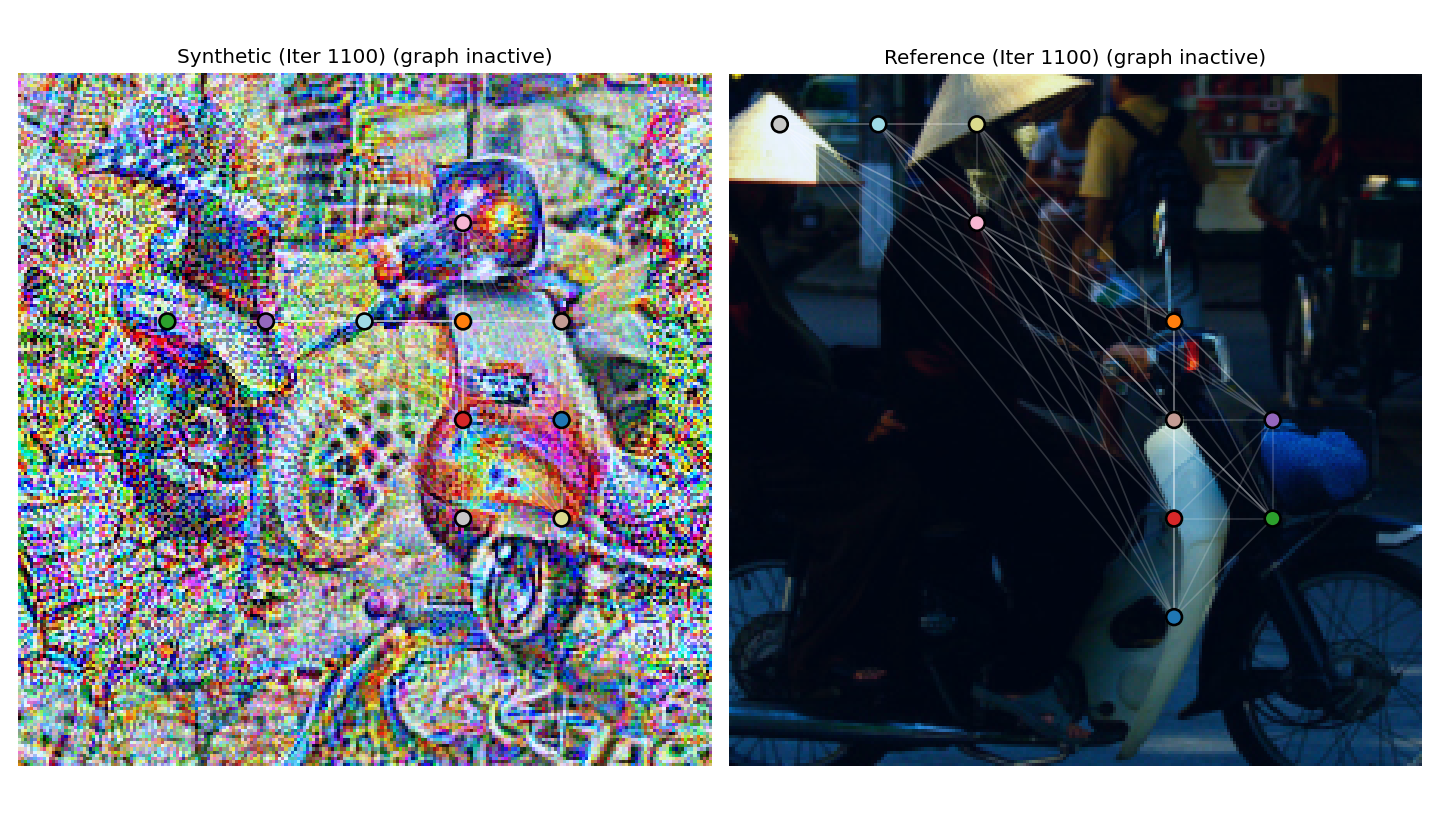 Synthetic (Iter 1100) (graph inactive)
Reference (Iter 1100) (graph inactive)